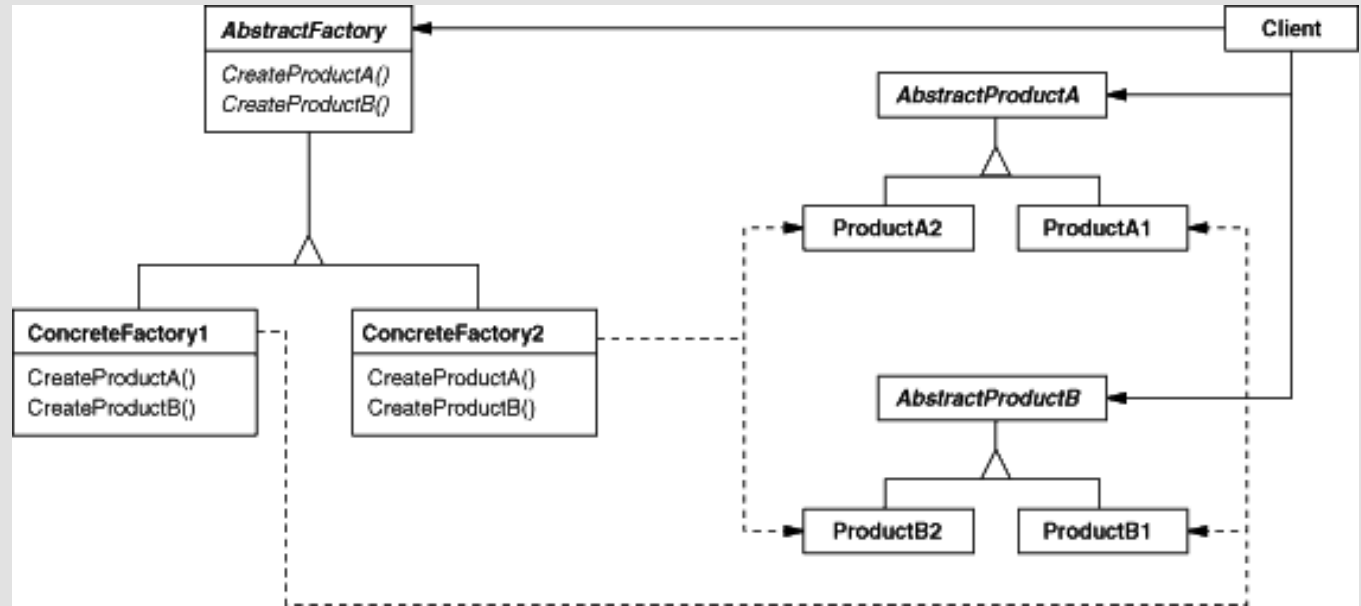 AbstractFactory
CreateProductA()
CreateProductB()
Client
AbstractProductA
ProductA2
ProductA1
ConcreteFactory1
CreateProductA()
CreateProductB()
ConcreteFactory2
CreateProductA()
CreateProductB()
AbstractProductB
ProductB2
ProductB1